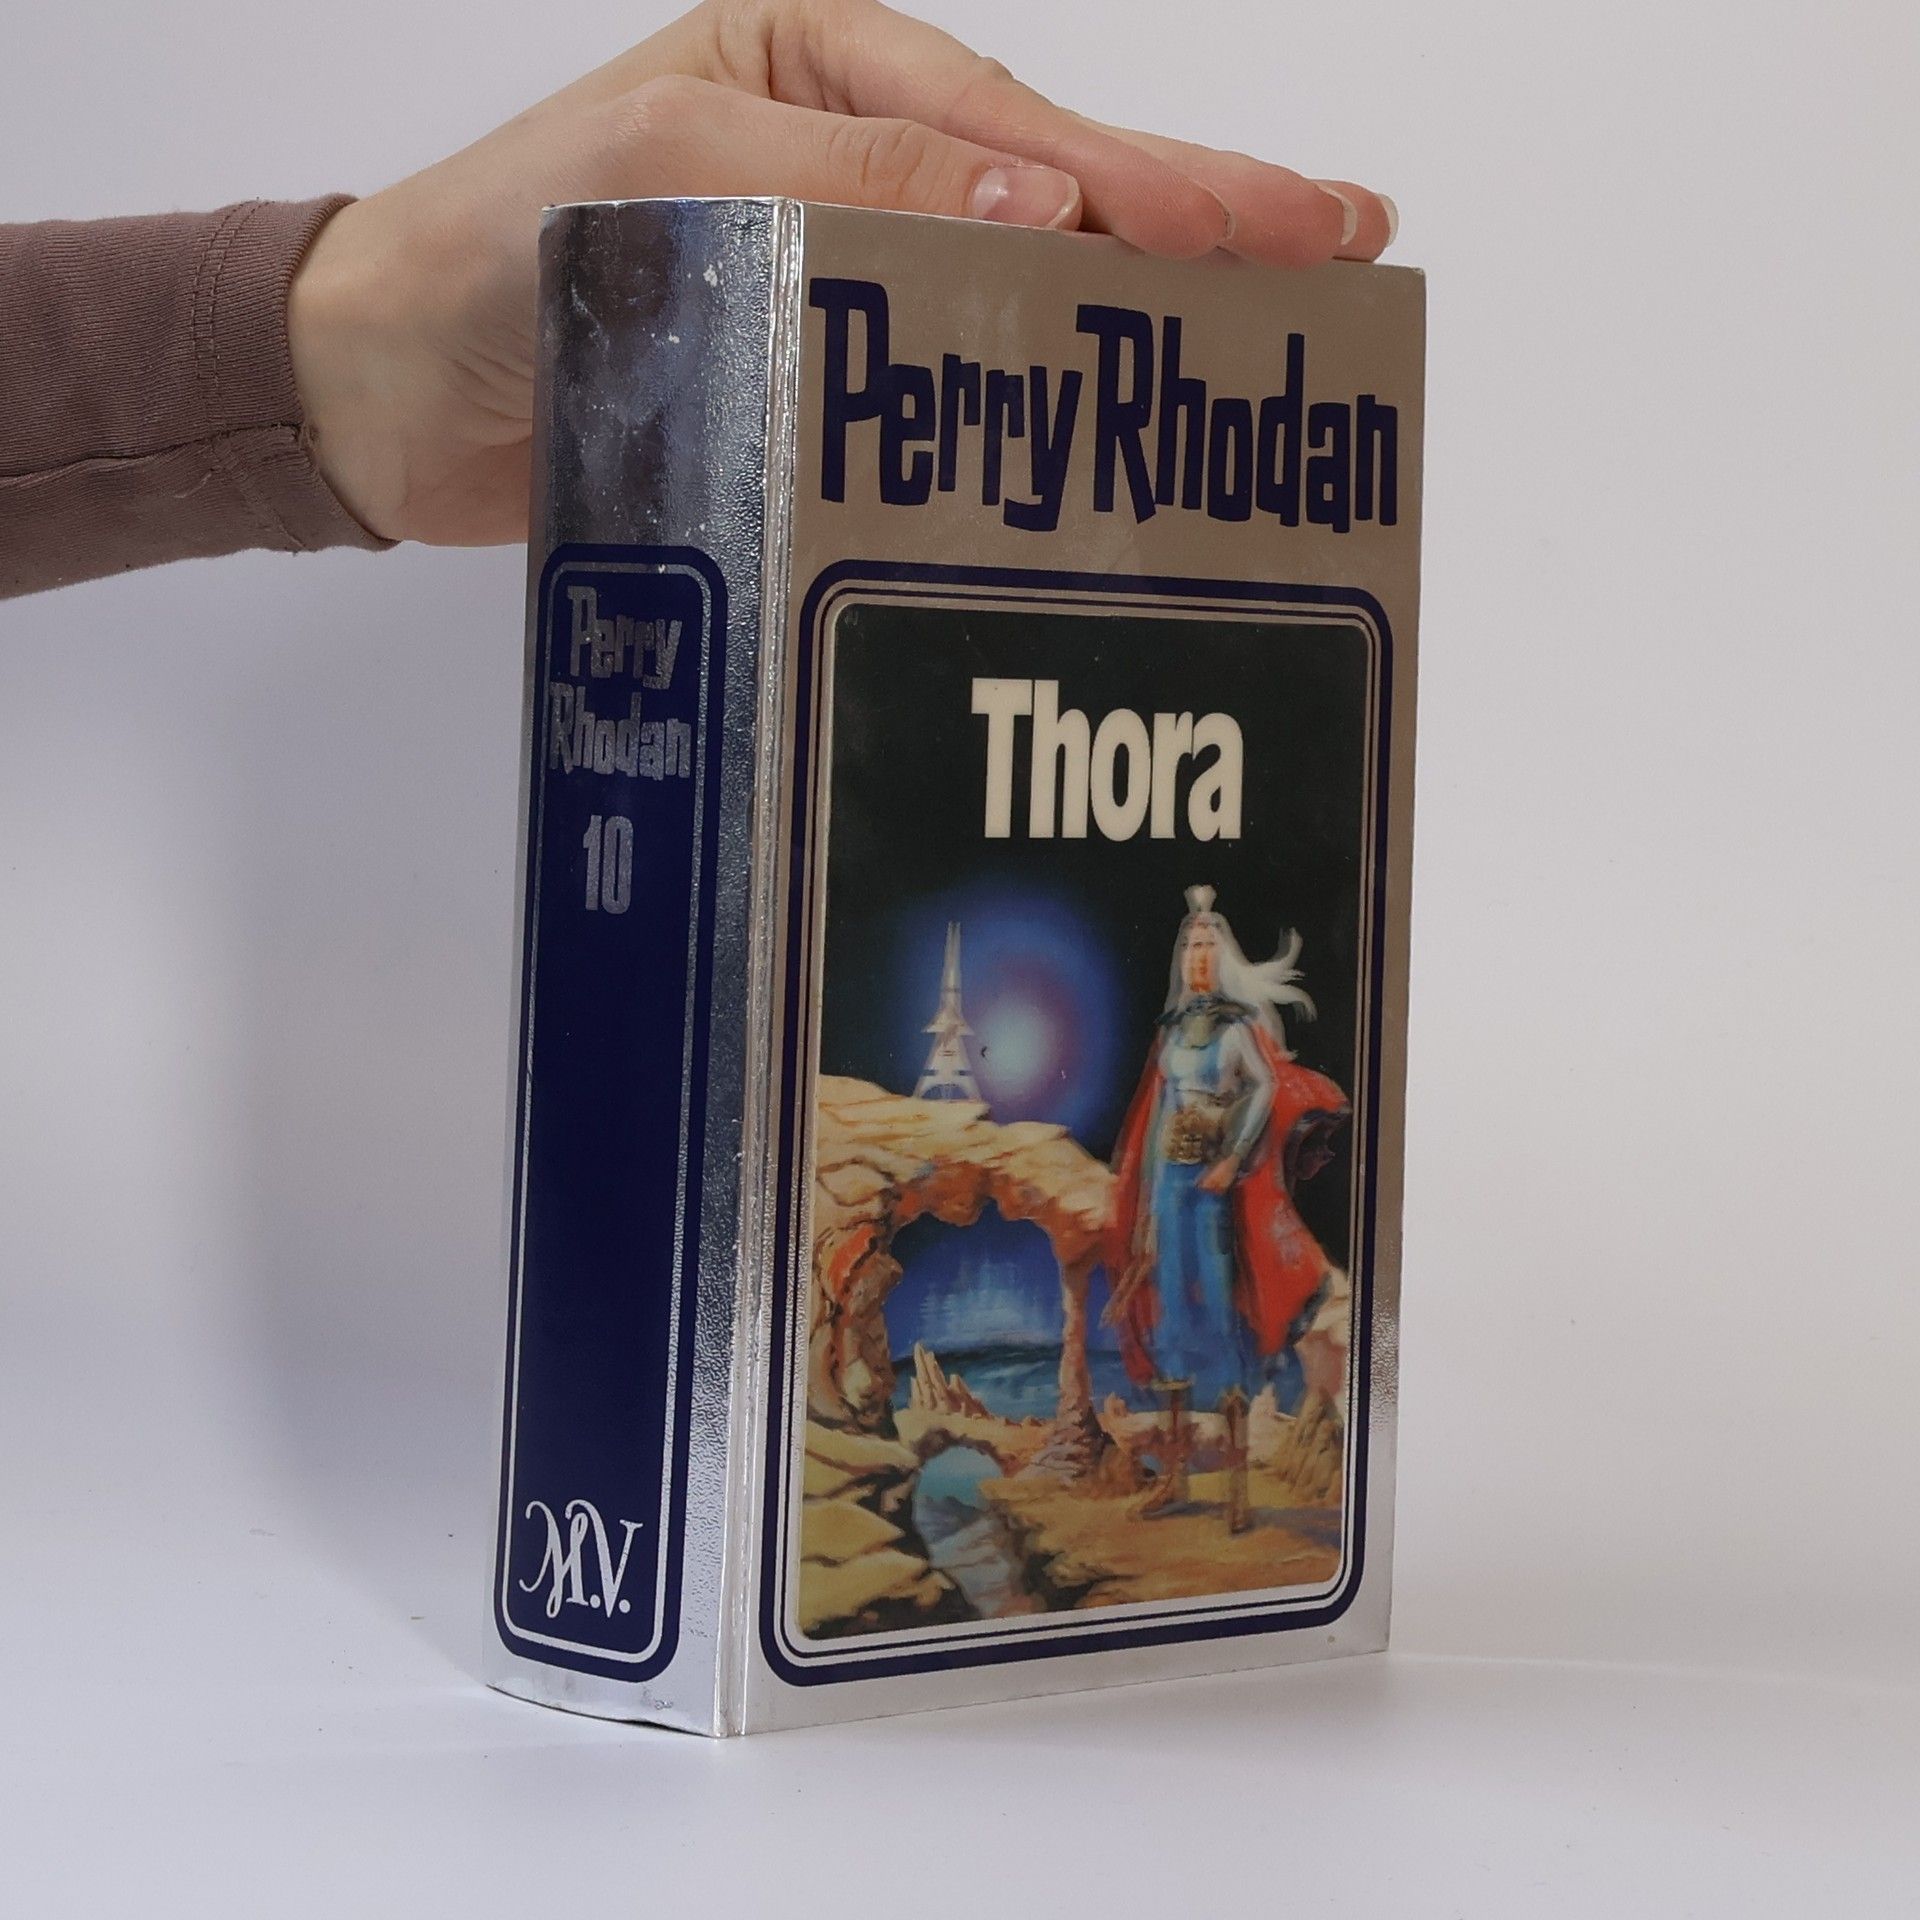 Perry Rhodan
Thora
Perry
Rhodan
10
M.V.